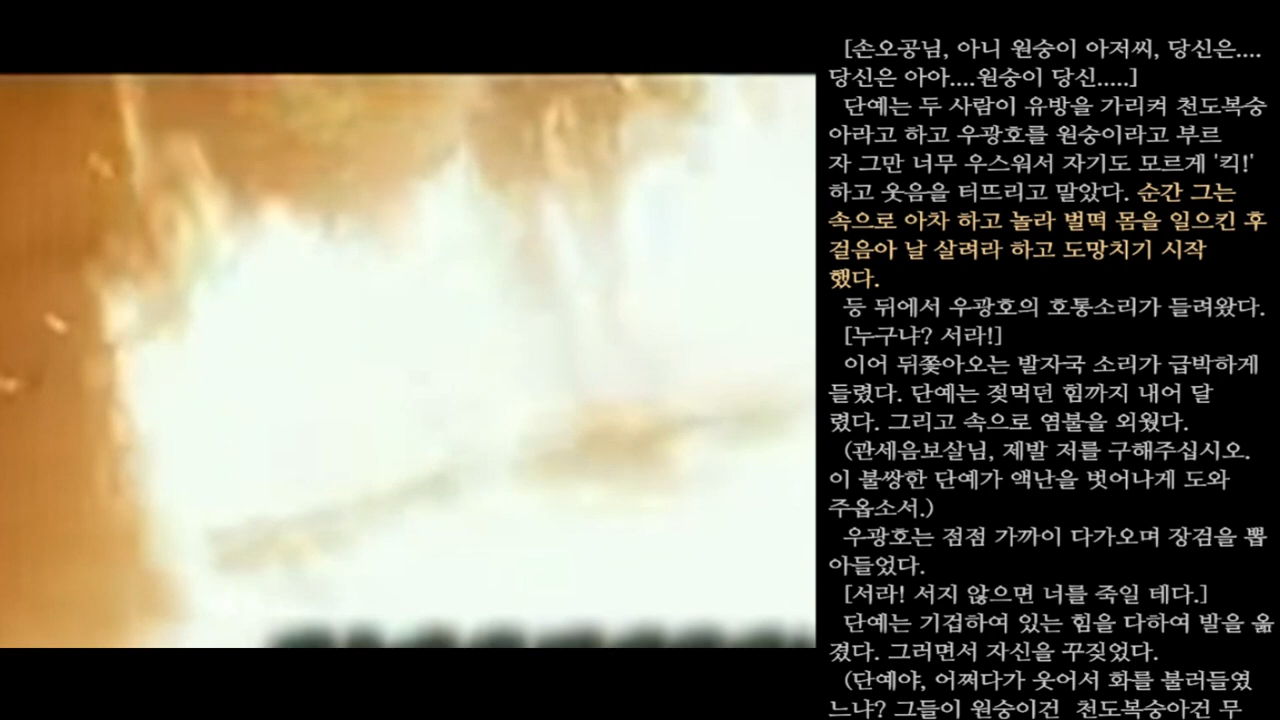 [손오공님, 아니 원숭이 아저씨, 당신은....
당신은 아아....원숭이 당신.....]
단예는 두 사람이 유방을 가리켜 천도복숭
아라고 하고 우광호를 원숭이라고 부르
자 그만 너무 우스워서 자기도 모르게 '킥!'
하고 웃음을 터뜨리고 말았다. 순간 그는
속으로 아차 하고 놀라 벌떡 몸을 일으킨 후
걸음아 날 살려라 하고 도망치기 시작
했다.
등 뒤에서 우광호의 호통소리가 들려왔다.
[누구냐? 서라!]
이어 뒤쫓아오는 발자국 소리가 급박하게
들렸다. 단예는 젖먹던 힘까지 내어 달
렸다. 그리고 속으로 염불을 외웠다.
(관세음보살님, 제발 저를 구해주십시오.
이 불쌍한 단예가 액난을 벗어나게 도와
주옵소서.)
우광호는 점점 가까이 다가오며 장검을 뽑
아들었다.
[서라! 서지 않으면 너를 죽일 테다.]
단예는 기겁하여 있는 힘을 다하여 발을 옮
겼다. 그러면서 자신을 꾸짖었다.
(단예야, 어쩌다가 웃어서 화를 불러들였
느냐? 그들이 원숭이건 천도복숭아건 무